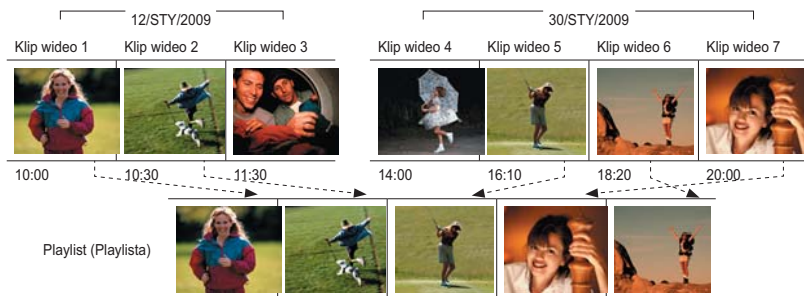 12/STY/2009 30/STY/2009
Klip wideo 1 Klip wideo 2 Klip wideo 3 Klip wideo 4 Klip wideo 5 Klip wideo 6 Klip wideo 7
10:00 10:30 11:30 14:00 16:10 18:20 20:00
Playlist (Playlista)